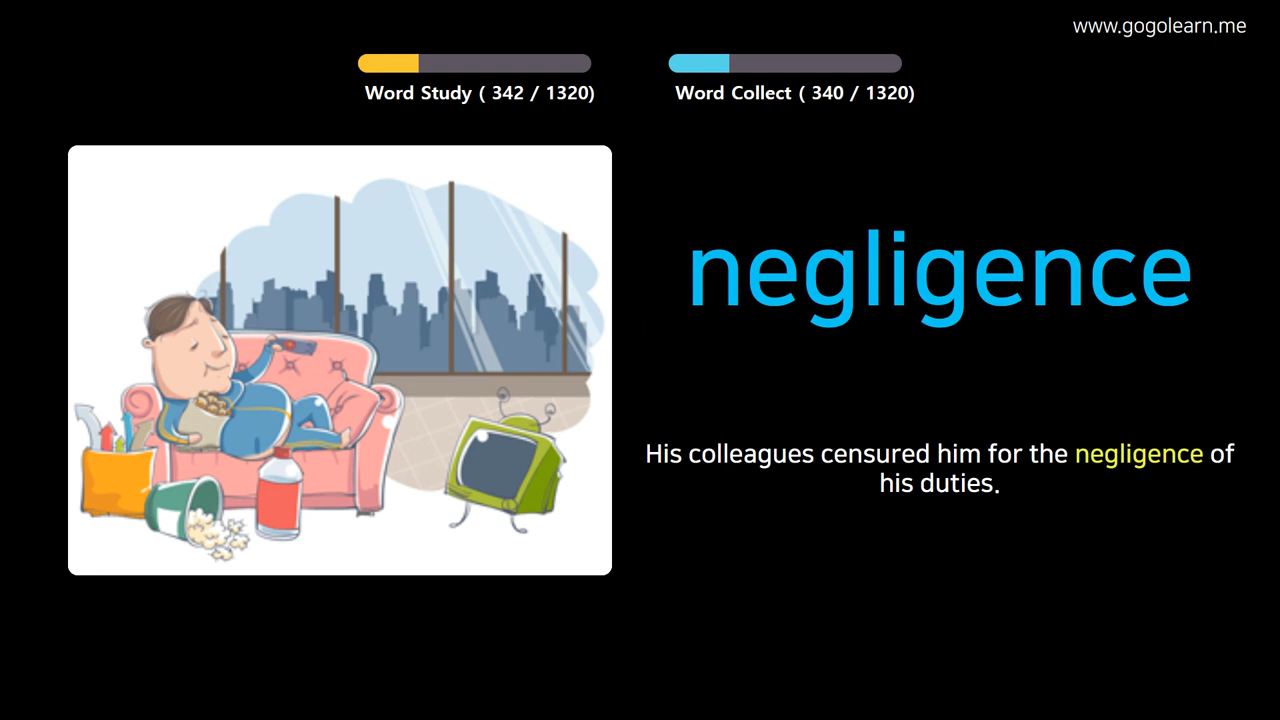 www.gogolearn.me
Word Study ( 342 / 1320)
Word Collect ( 340 / 1320)
negligence
His colleagues censured him for the negligence of
his duties.